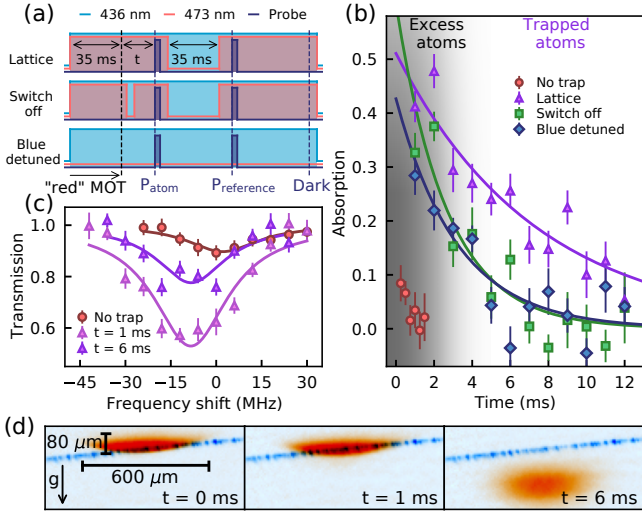 (a)
436 nm
473 nm
Probe
Lattice
35 ms
t
35 ms
Switch
off
Blue
detuned
"red" MOT
P_atom
P_reference
Dark
(b)
Excess
atoms
Trapped
atoms
No trap
Lattice
Switch off
Blue detuned
Absorption
0.5
0.4
0.3
0.2
0.1
0.0
0
2
4
6
8
10
12
Time (ms)
(c)
Transmission
1.0
0.8
0.6
No trap
t = 1 ms
t = 6 ms
−45
−30
−15
0
15
30
Frequency shift (MHz)
(d)
80 μm
600 μm
g
t = 0 ms
t = 1 ms
t = 6 ms